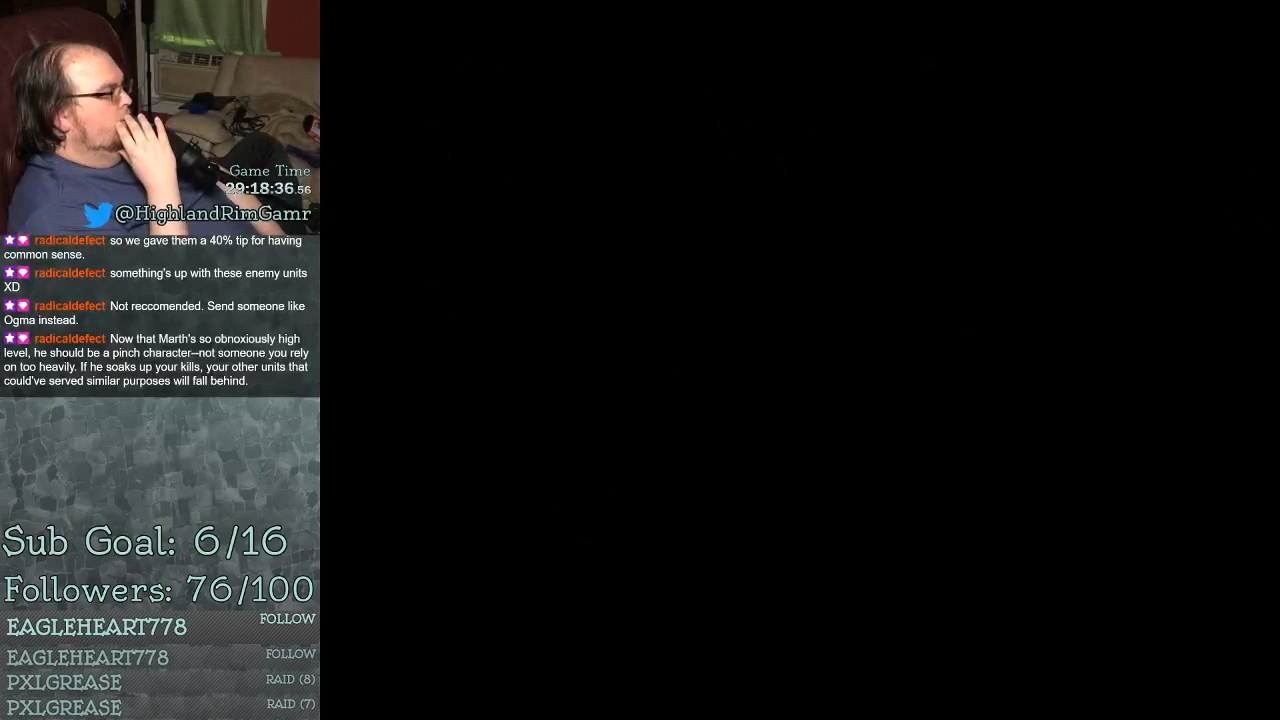 Game Time
29:18:36.56
@HighlandRimGamr
radicaldefect so we gave them a 40% tip for having
common sense.
radicaldefect something's up with these enemy units
XD
radicaldefect Not reccomended. Send someone like
Ogma instead.
radicaldefect Now that Marth's so obnoxiously high
level, he should be a pinch character—not someone you rely
on too heavily. If he soaks up your kills, your other units that
could've served similar purposes will fall behind.
Sub Goal: 6/16
Followers: 76/100
EAGLEHEART778 FOLLOW
EAGLEHEART778 FOLLOW
PXLGREASE RAID (8)
PXLGREASE RAID (7)